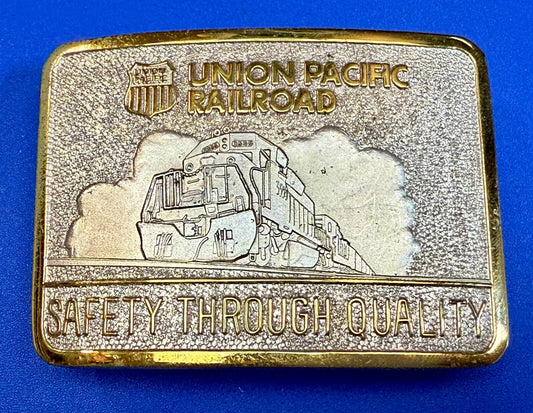 UNION PACIFIC
RAILROAD
SAFETY THROUGH QUALITY